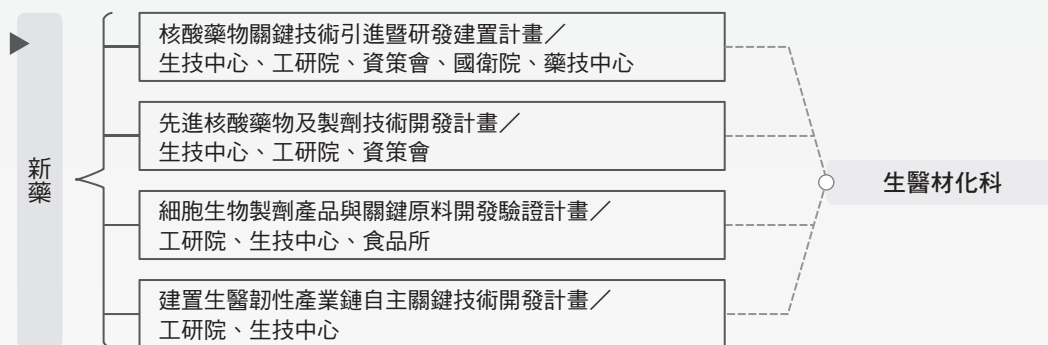 新藥
核酸藥物關鍵技術引進暨研發建置計畫／
生技中心、工研院、資策會、國衛院、藥技中心
先進核酸藥物及製劑技術開發計畫／
生技中心、工研院、資策會
細胞生物製劑產品與關鍵原料開發驗證計畫／
工研院、生技中心、食品所
建置生醫韌性產業鏈自主關鍵技術開發計畫／
工研院、生技中心
生醫材化科